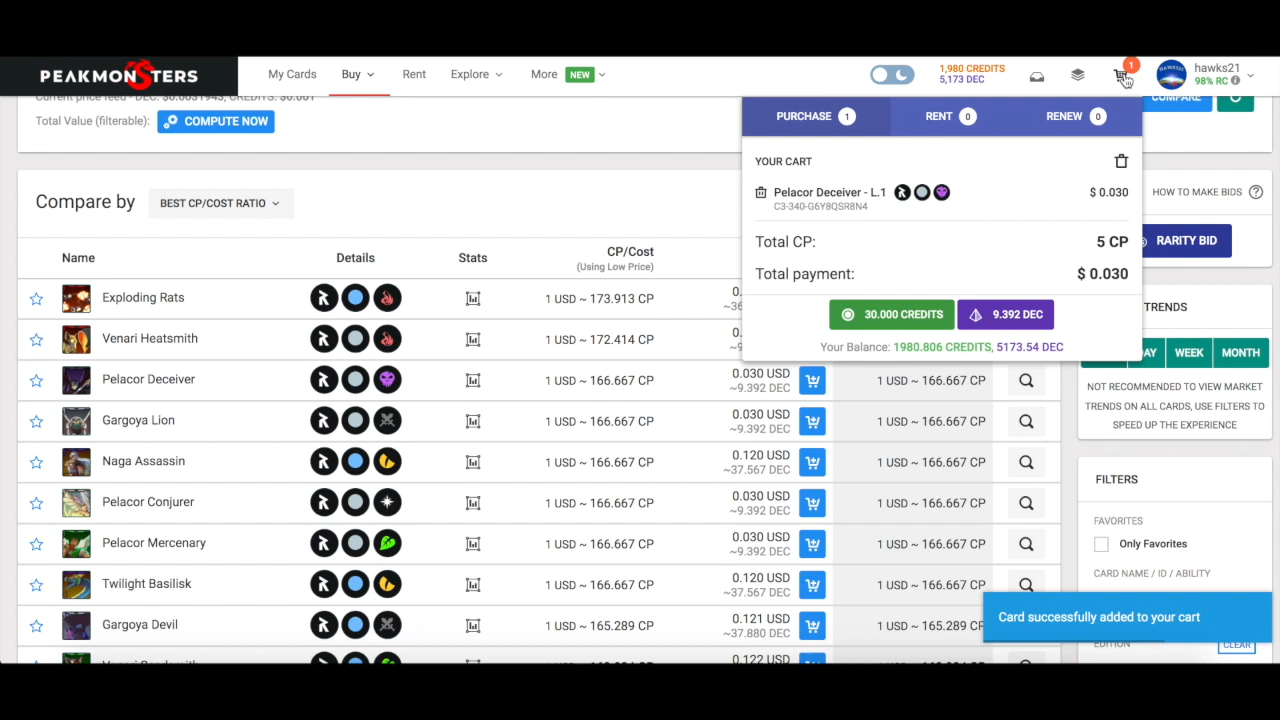 PEAKMONSTERS
My Cards
Buy
Rent
Explore
More NEW
1,980 CREDITS
5,173 DEC
1
hawks21
98% RC
Total Value (filterable):
COMPUTE NOW
COMPARE
PURCHASE 1
RENT 0
RENEW 0
YOUR CART
Pelacor Deceiver - L.1
$ 0.030
C3-340-G6Y8QSR8N4
Total CP:
5 CP
Total payment:
$ 0.030
30.000 CREDITS
9.392 DEC
Your Balance: 1980.806 CREDITS, 5173.54 DEC
Compare by
BEST CP/COST RATIO
HOW TO MAKE BIDS
RARITY BID
Name
Details
Stats
CP/Cost
(Using Low Price)
Exploding Rats
1 USD ~ 173.913 CP
Venari Heatsmith
1 USD ~ 172.414 CP
Pelacor Deceiver
1 USD ~ 166.667 CP
0.030 USD
~9.392 DEC
1 USD ~ 166.667 CP
Gargoya Lion
1 USD ~ 166.667 CP
0.030 USD
~9.392 DEC
1 USD ~ 166.667 CP
Naga Assassin
1 USD ~ 166.667 CP
0.120 USD
~37.567 DEC
1 USD ~ 166.667 CP
Pelacor Conjurer
1 USD ~ 166.667 CP
0.030 USD
~9.392 DEC
1 USD ~ 166.667 CP
Pelacor Mercenary
1 USD ~ 166.667 CP
0.030 USD
~9.392 DEC
1 USD ~ 166.667 CP
Twilight Basilisk
1 USD ~ 166.667 CP
0.120 USD
~37.567 DEC
1 USD ~ 166.667 CP
Gargoya Devil
1 USD ~ 165.289 CP
0.121 USD
~37.880 DEC
1 USD ~ 165.289 CP
0.122 USD
TRENDS
WEEK
MONTH
NOT RECOMMENDED TO VIEW MARKET
TRENDS ON ALL CARDS, USE FILTERS TO
SPEED UP THE EXPERIENCE
FILTERS
FAVORITES
Only Favorites
CARD NAME / ID / ABILITY
Card successfully added to your cart
EDITION
CLEAR